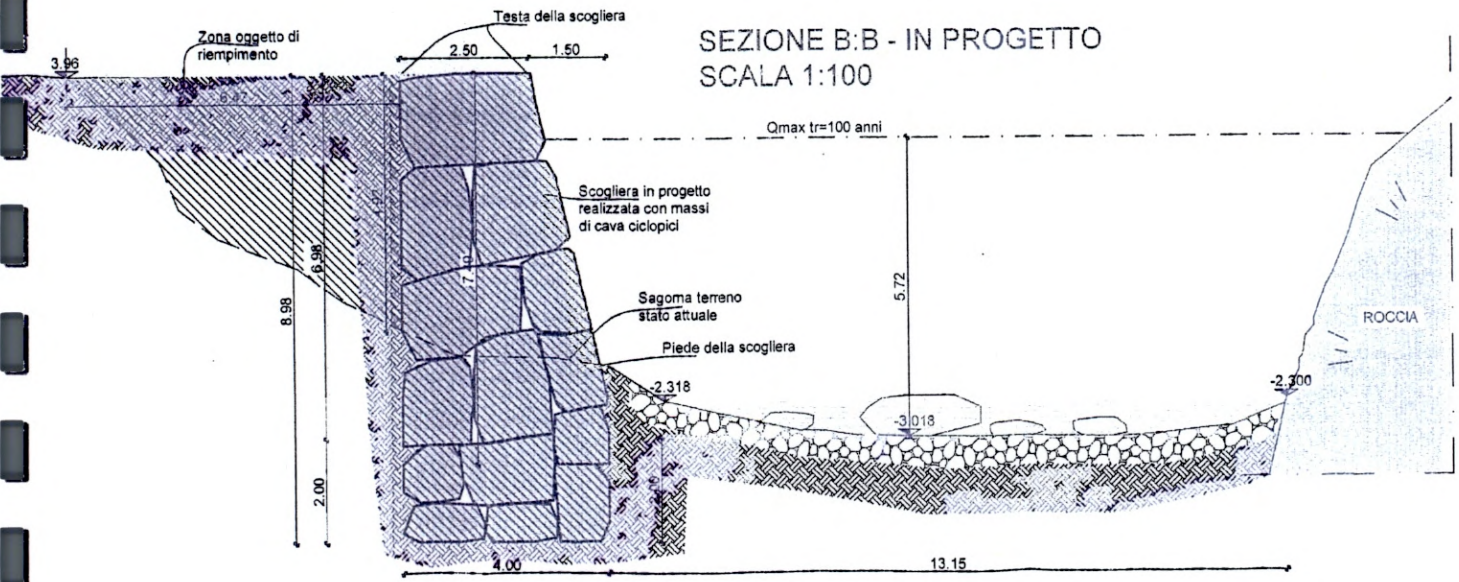 Testa della scogliera
SEZIONE B:B - IN PROGETTO
SCALA 1:100
Zona oggetto di
riempimento
2.50
1.50
3.96
6.47
Qmax tr=100 anni
Scogliera in progetto
realizzata con massi
di cava ciclopici
6.98
8.98
5.72
Sagoma terreno
stato attuale
ROCCIA
Piede della scogliera
-2.318
-2.300
-3.018
2.00
4.00
13.15